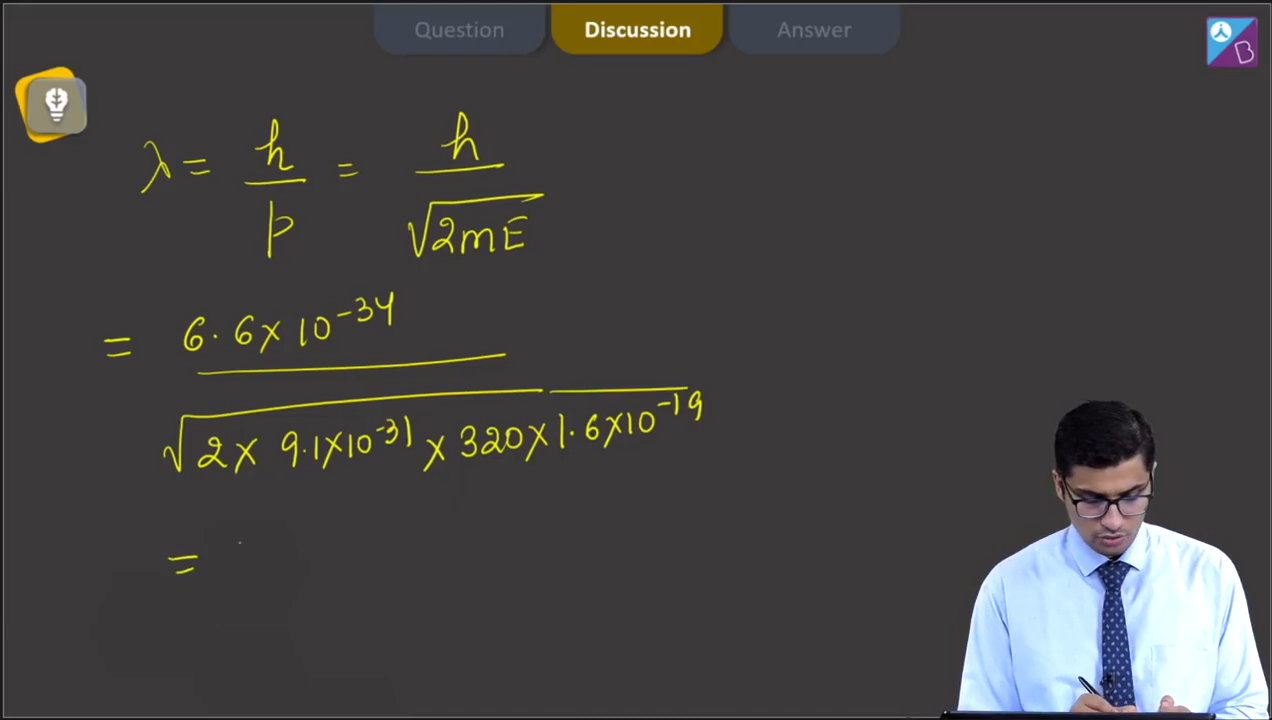 Question Discussion Answer
B
λ = h/p = h/√2mE
= 6.6×10⁻³⁴
√2× 9.1×10⁻³¹ × 320×1.6×10⁻¹⁹
=